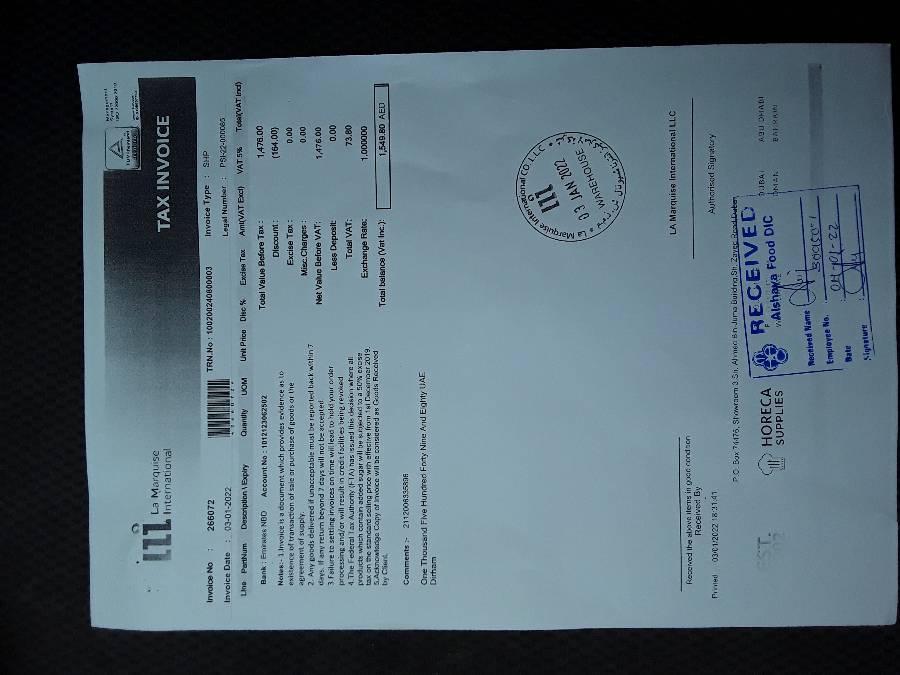 La Marquise
International
TAX INVOICE
Invoice No : 266072
TRN.No : 100200240800003
Invoice Type : SHP
Invoice Date : 03-01-2022
Legal Number : PSI-22-000085
Line PartNum Description \ Expiry Quantity UOM Unit Price Disc % Excise Tax Amt(VAT Excl) VAT 5% Total(VAT Incl)
Bank : Emirates NBD Account No : 1012123062502
Total Value Before Tax : 1,476.00
Discount : (164.00)
Excise Tax : 0.00
Misc.Charges : 0.00
Net Value Before VAT: 1,476.00
Less Deposit: 0.00
Total VAT: 73.80
Exchange Rate: 1.000000
Total balance (Vat Inc.): 1,549.80 AED
Notes:- 1.Invoice is a document which provides evidence as to
existence of transaction of sale or purchase of goods or the
agreement of supply.
2. Any goods delivered if unacceptable must be reported back within 7
days. If any return beyond 7 days will not be accepted.
3.Failure to settling invoices on time will lead to hold your order
processing and/or will result in credit facilities being revoked
4.The Federal Tax Authority (FTA) has issued this decision where all
products which contain added sugar will be subjected to a 50% excise
tax on the standard selling price with effective from 1st December 2019.
5.Acknowledge Copy of Invoice will be considered as Goods Received
by Client.
Comments :- 2112008335896
One Thousand Five Hundred Forty Nine And Eighty UAE
Dirham
La Marquise International CO.L.L.C.
03 JAN 2022
WAREHOUSE
La Marquise International LLC
Received the above items in good condition
Received By
Authorised Signatory
Printed 03/01/2022 18:31:41
P.O. Box 74476, Showroom 3 Str, Ahmed Bin Juma Building,Sh. Zayed Road,Dubai,
HORECA
SUPPLIES
DUBAI ABU DHABI
OMAN BAHRAIN
RECEIVED
Alshaya Food DIC
Received Name
Employee No.
Date 04-01-22
Signature